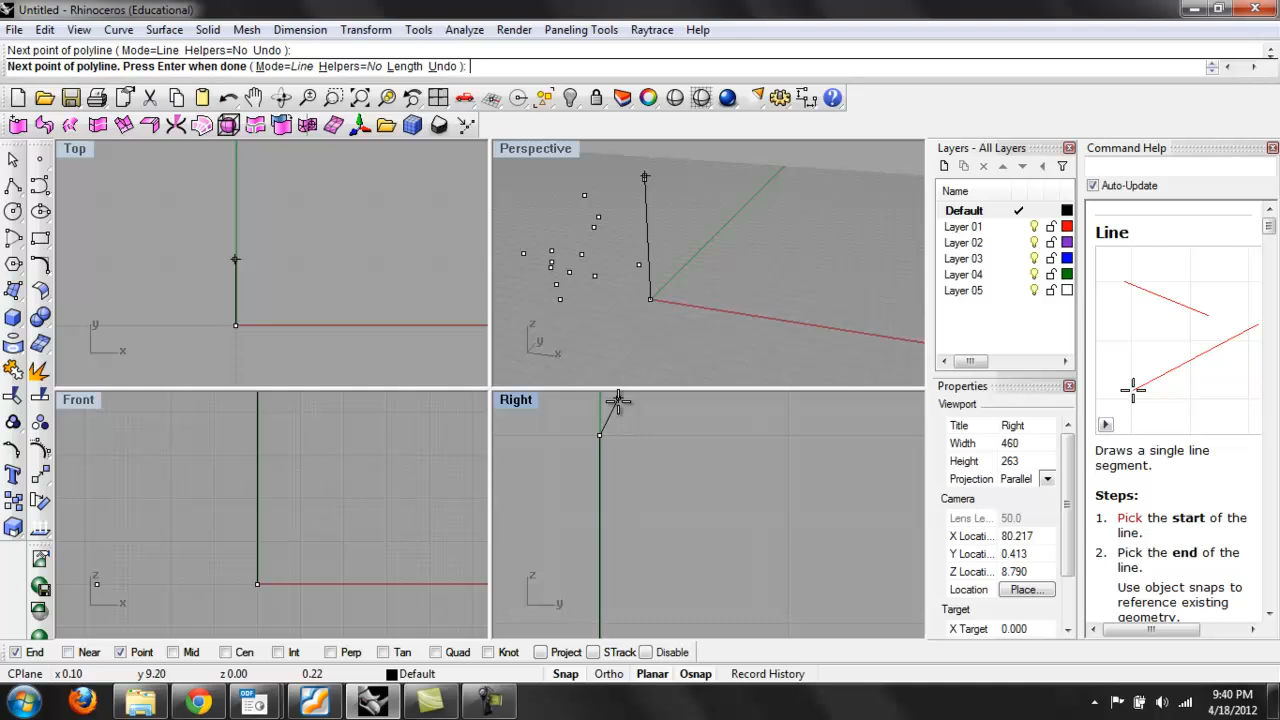 Untitled - Rhinoceros (Educational)
File Edit View Curve Surface Solid Mesh Dimension Transform Tools Analyze Render Paneling Tools Raytrace Help
Next point of polyline ( Mode=Line Helpers=No Undo ):
Next point of polyline. Press Enter when done ( Mode=Line Helpers=No Length Undo ):
Top
Perspective
Layers - All Layers
Command Help
Auto-Update
Name
Default
Line
Layer 01
Layer 02
Layer 03
Layer 04
Layer 05
y
x
z
y
x
Front
Right
Properties
Viewport
Title Right
Width 460
Height 263
Projection Parallel
Camera
Lens Le... 50.0
X Locati... 80.217
Y Locati... 0.413
Z Locati... 8.790
Location Place...
Target
X Target 0.000
Draws a single line
segment.
Steps:
1. Pick the start of the
line.
2. Pick the end of the
line.
Use object snaps to
reference existing
geometry.
z
x
z
y
End Near Point Mid Cen Int Perp Tan Quad Knot Project STrack Disable
CPlane x 0.10 y 9.20 z 0.00 0.22 Default Snap Ortho Planar Osnap Record History
ODF
9:40 PM
4/18/2012